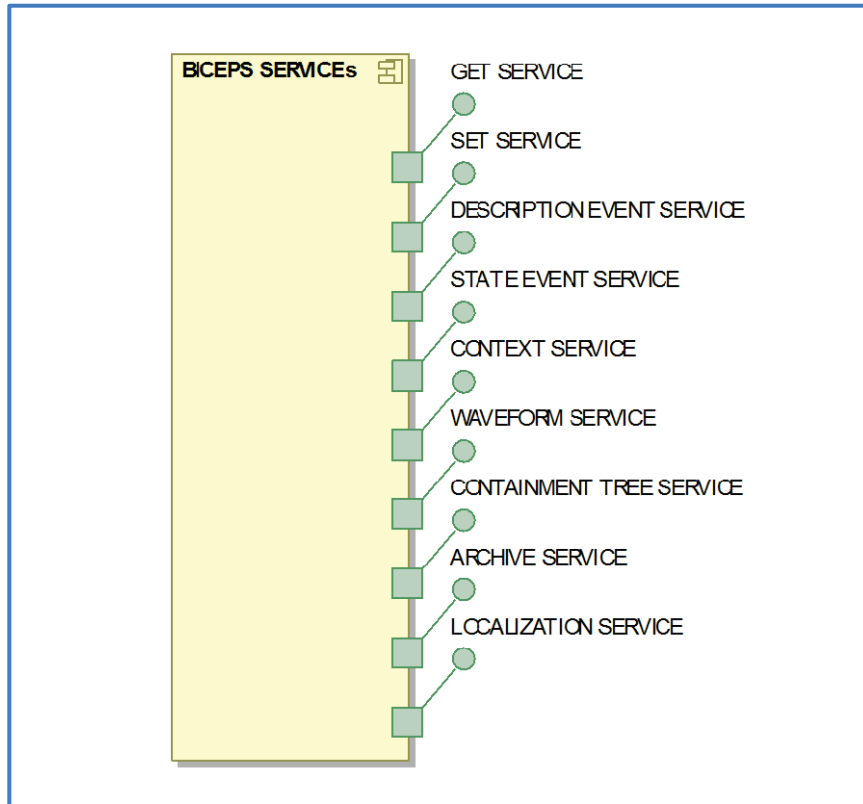 BICEPS SERVICEs
GET SERVICE
SET SERVICE
DESCRIPTION EVENT SERVICE
STATE EVENT SERVICE
CONTEXT SERVICE
WAVEFORM SERVICE
CONTAINMENT TREE SERVICE
ARCHIVE SERVICE
LOCALIZATION SERVICE